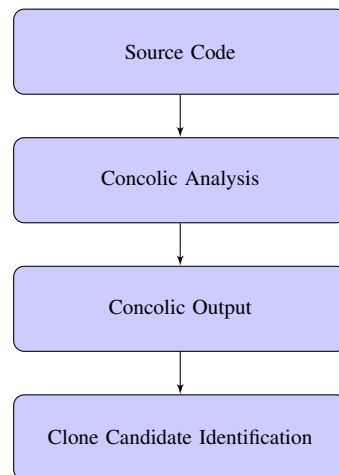 Source Code
Concolic Analysis
Concolic Output
Clone Candidate Identification